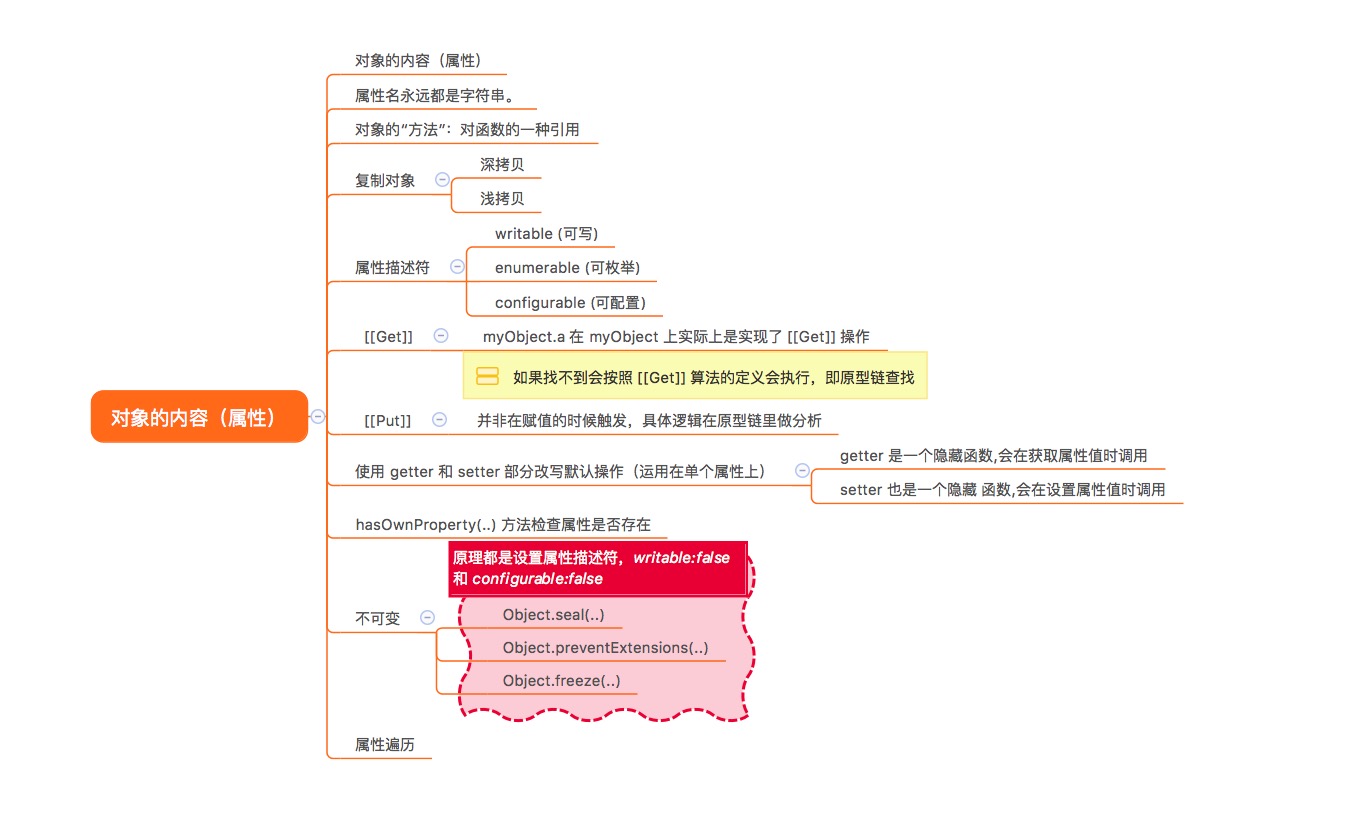 对象的内容（属性）
对象的内容（属性）
属性名永远都是字符串。
对象的“方法”：对函数的一种引用
复制对象
深拷贝
浅拷贝
属性描述符
writable (可写)
enumerable (可枚举)
configurable (可配置)
[[Get]]
myObject.a 在 myObject 上实际上是实现了 [[Get]] 操作
如果找不到会按照 [[Get]] 算法的定义会执行，即原型链查找
[[Put]]
并非在赋值的时候触发，具体逻辑在原型链里做分析
使用 getter 和 setter 部分改写默认操作（运用在单个属性上）
getter 是一个隐藏函数,会在获取属性值时调用
setter 也是一个隐藏 函数,会在设置属性值时调用
hasOwnProperty(..) 方法检查属性是否存在
不可变
原理都是设置属性描述符，writable:false
和 configurable:false
Object.seal(..)
Object.preventExtensions(..)
Object.freeze(..)
属性遍历